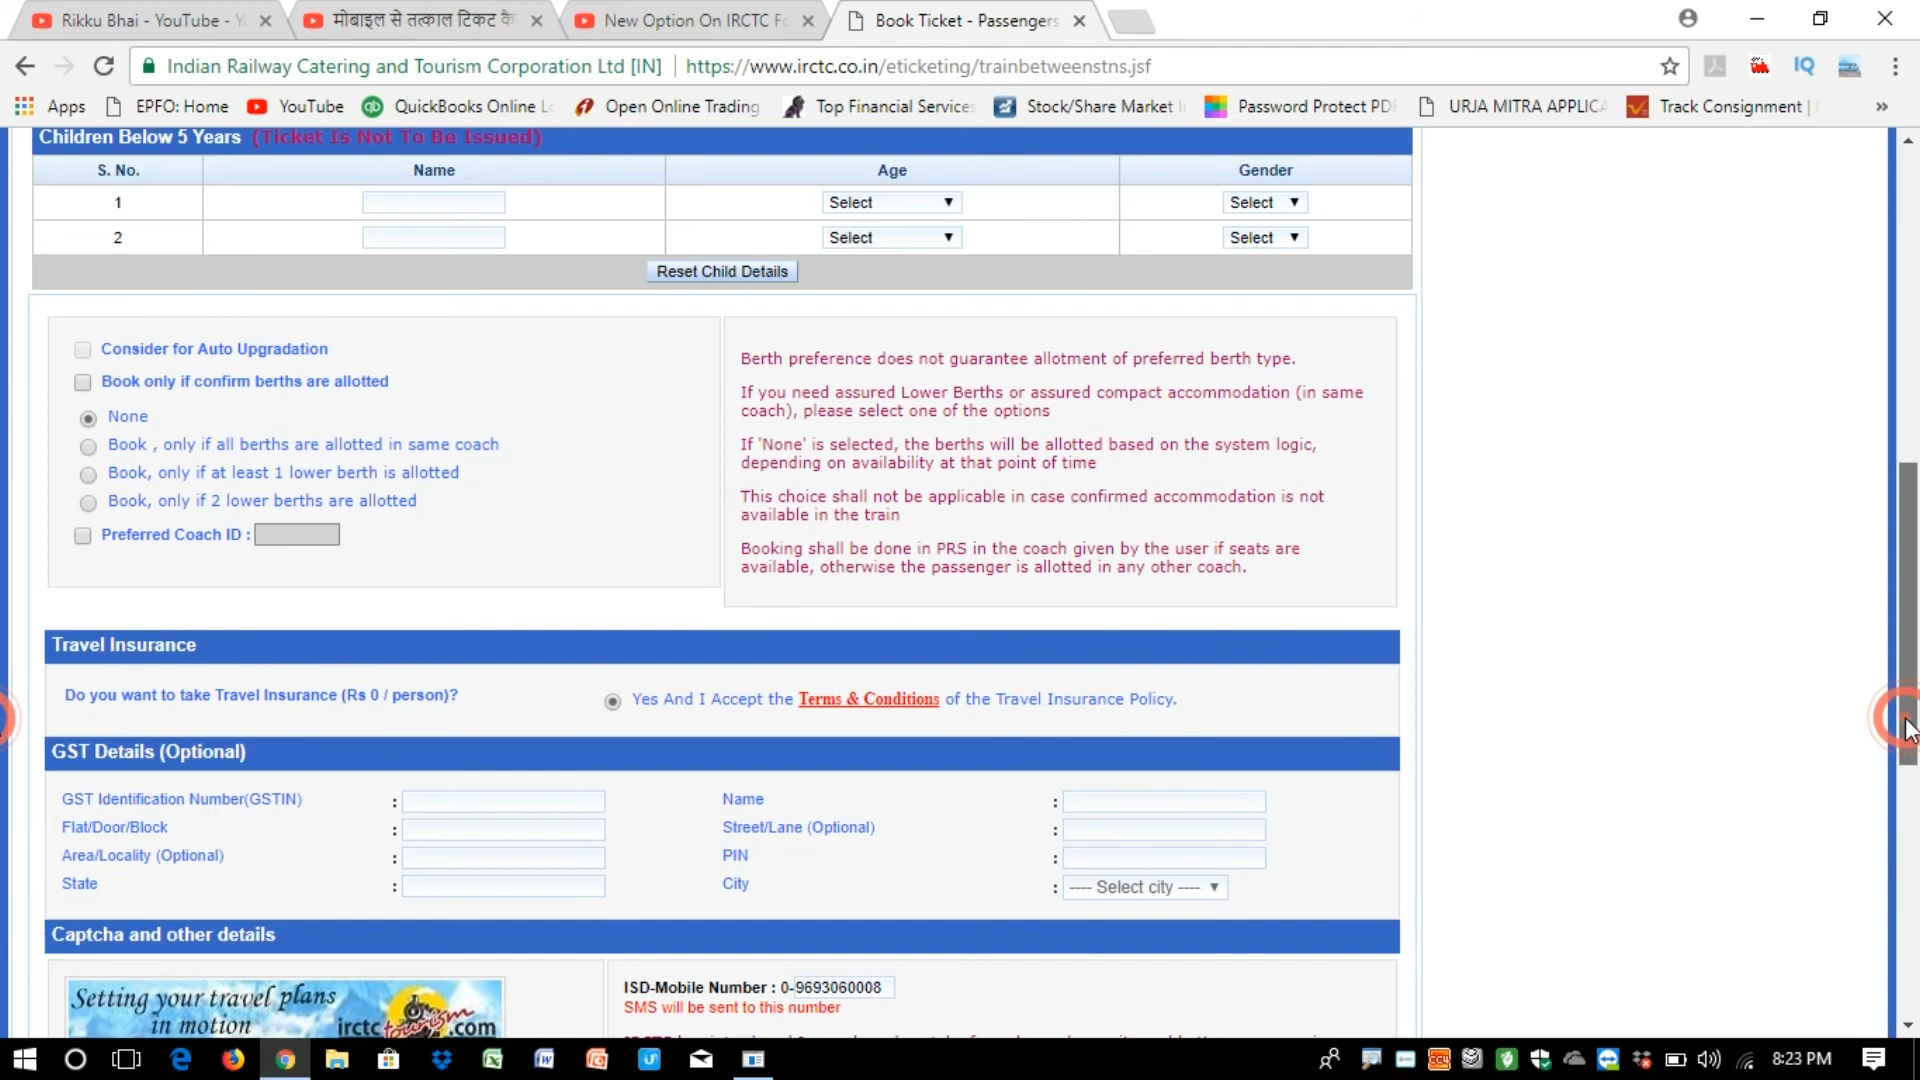 Rikku Bhai - YouTube - Y
मोबाइल से तत्काल टिकट कै
New Option On IRCTC Fo
Book Ticket - Passengers
Indian Railway Catering and Tourism Corporation Ltd [IN] | https://www.irctc.co.in/eticketing/trainbetweenstns.jsf
Apps EPFO: Home YouTube QuickBooks Online Lo Open Online Trading Top Financial Services Stock/Share Market I Password Protect PDF URJA MITRA APPLICA Track Consignment | »
Children Below 5 Years (Ticket Is Not To Be Issued)
S. No. Name Age Gender
1 Select Select
2 Select Select
Reset Child Details
Consider for Auto Upgradation
Book only if confirm berths are allotted
None
Book , only if all berths are allotted in same coach
Book, only if at least 1 lower berth is allotted
Book, only if 2 lower berths are allotted
Preferred Coach ID :
Berth preference does not guarantee allotment of preferred berth type.
If you need assured Lower Berths or assured compact accommodation (in same
coach), please select one of the options
If 'None' is selected, the berths will be allotted based on the system logic,
depending on availability at that point of time
This choice shall not be applicable in case confirmed accommodation is not
available in the train
Booking shall be done in PRS in the coach given by the user if seats are
available, otherwise the passenger is allotted in any other coach.
Travel Insurance
Do you want to take Travel Insurance (Rs 0 / person)? Yes And I Accept the Terms & Conditions of the Travel Insurance Policy.
GST Details (Optional)
GST Identification Number(GSTIN) : Name :
Flat/Door/Block : Street/Lane (Optional) :
Area/Locality (Optional) : PIN :
State : City : ---- Select city ----
Captcha and other details
Setting your travel plans
in motion irctc tourism.com
ISD-Mobile Number : 0-9693060008
SMS will be sent to this number
8:23 PM